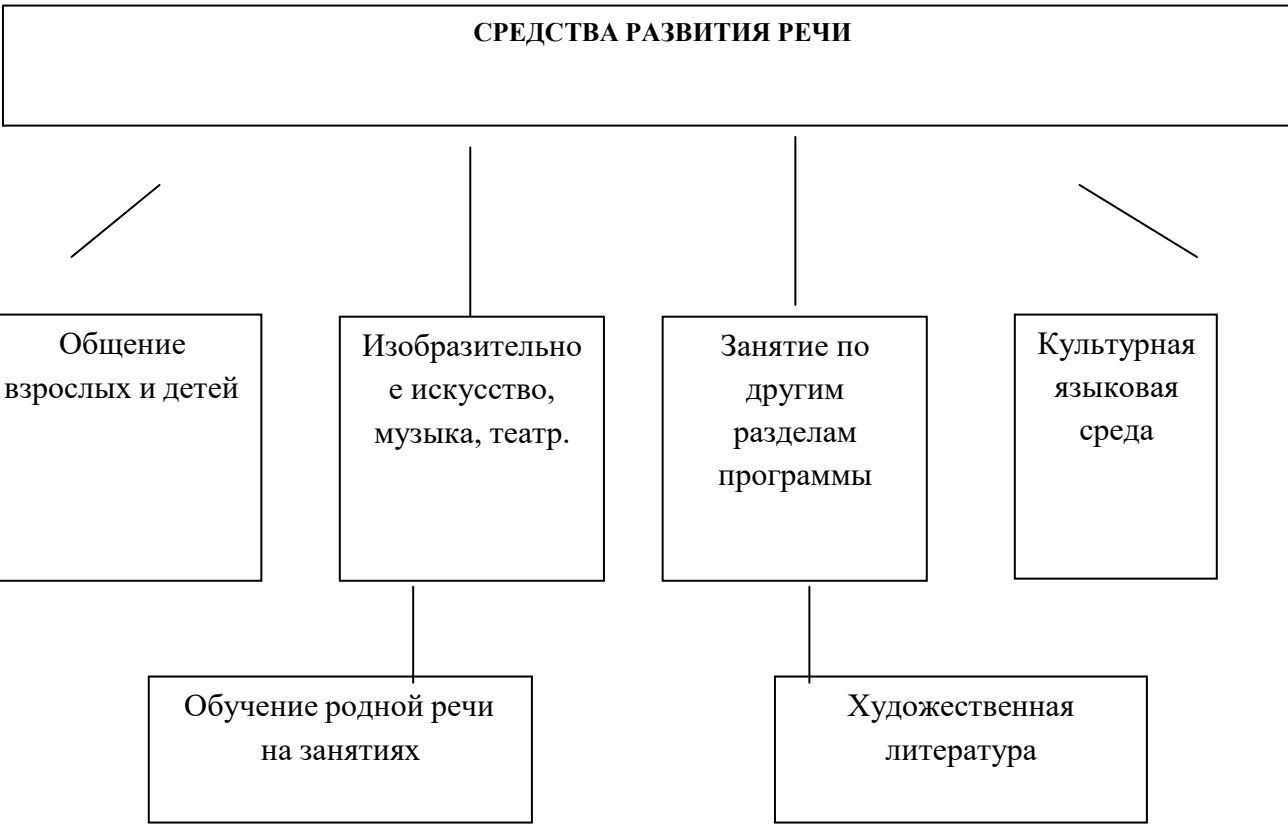 СРЕДСТВА РАЗВИТИЯ РЕЧИ
Общение
взрослых и детей
Изобразительно
е искусство,
музыка, театр.
Занятие по
другим
разделам
программы
Культурная
языковая
среда
Обучение родной речи
на занятиях
Художественная
литература